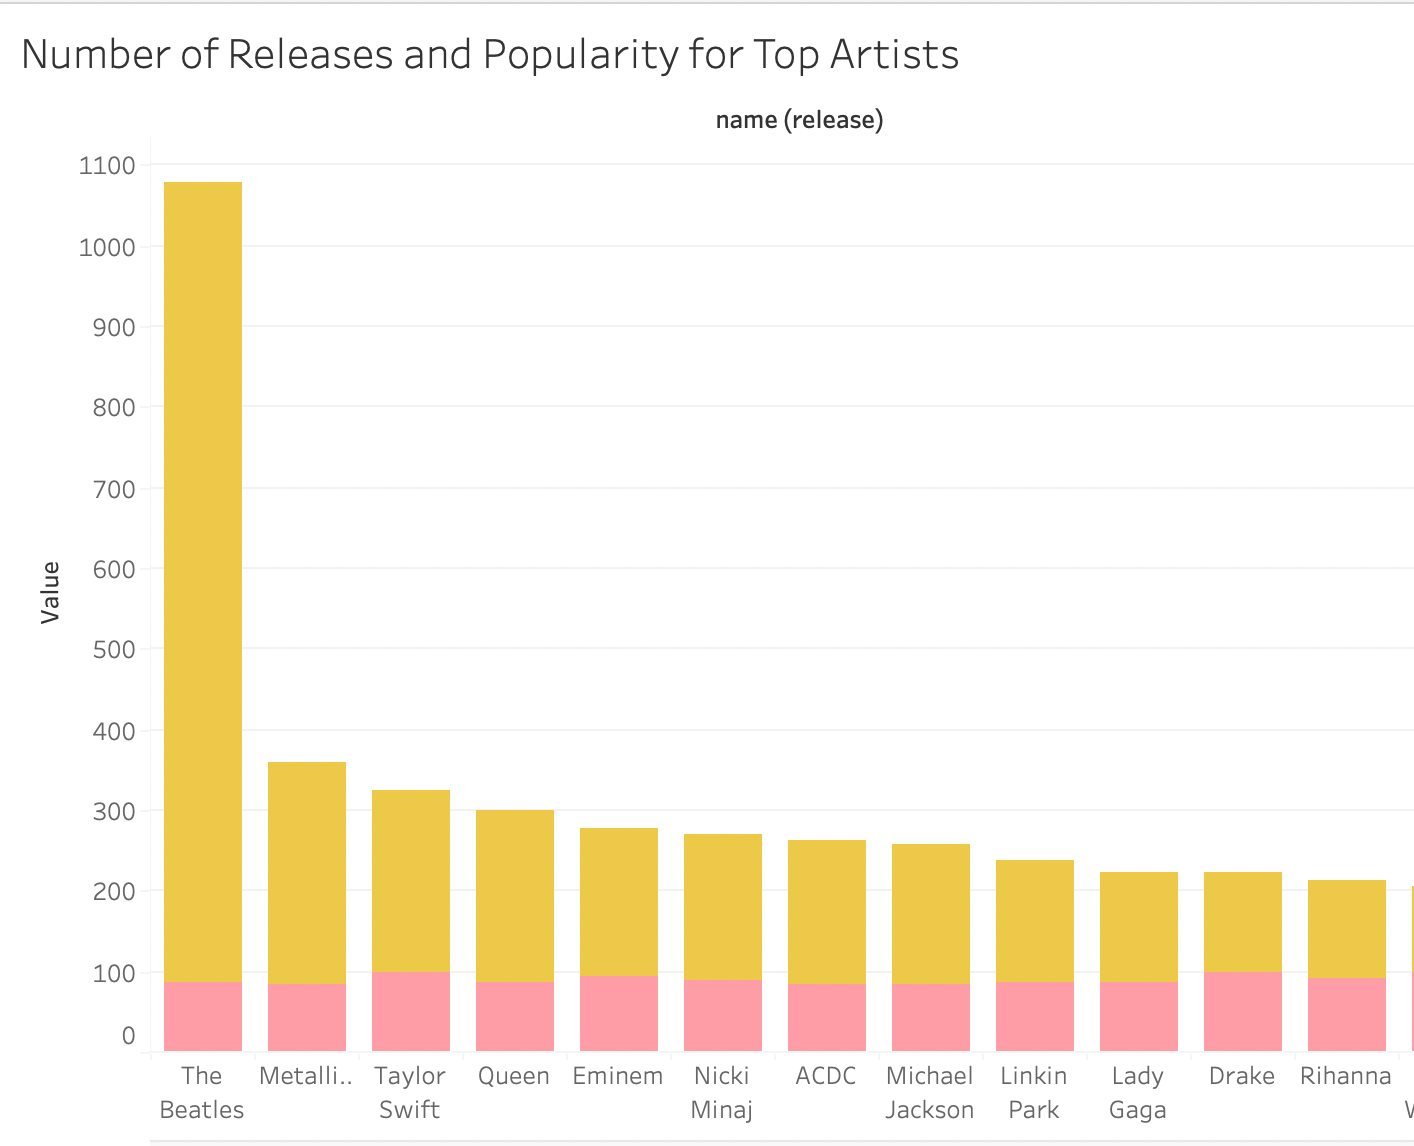 Number of Releases and Popularity for Top Artists
name (release)
1100
1000
900
800
700
600
500
400
300
200
100
0
Value
The Beatles
Metalli..
Taylor Swift
Queen
Eminem
Nicki Minaj
ACDC
Michael Jackson
Linkin Park
Lady Gaga
Drake
Rihanna